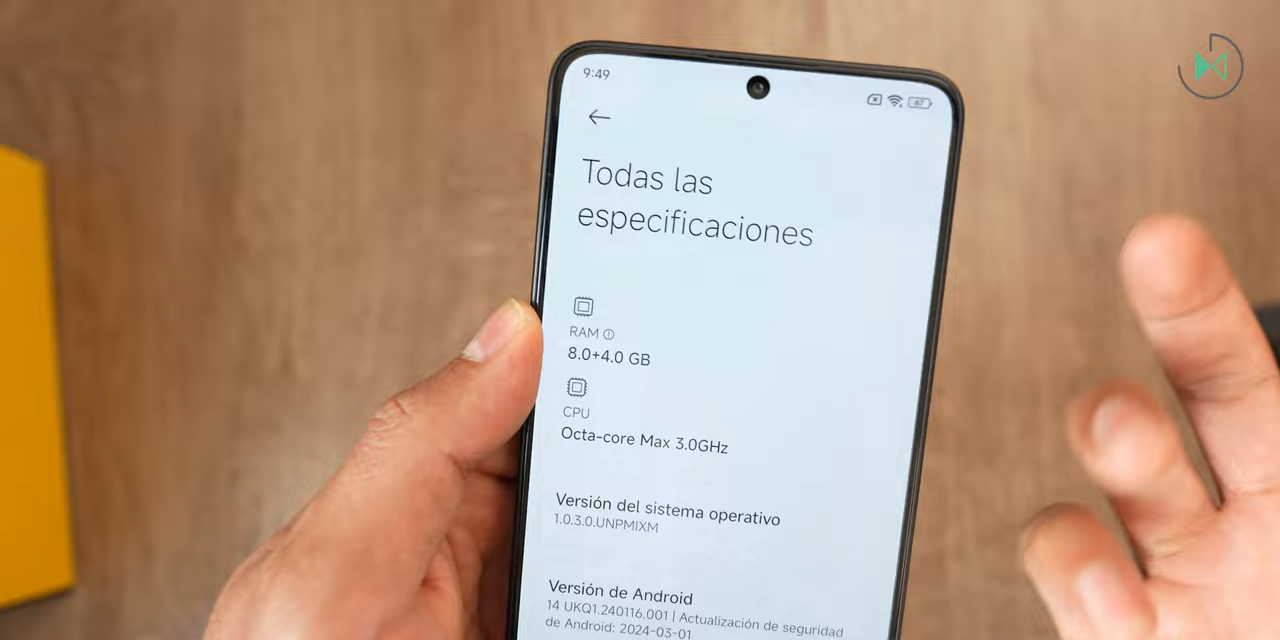 9:49
67
Todas las
especificaciones
RAM
8.0+4.0 GB
CPU
Octa-core Max 3.0GHz
Versión del sistema operativo
1.0.3.0.UNPMIXM
Versión de Android
14 UKQ1.240116.001 | Actualización de seguridad
de Android: 2024-03-01